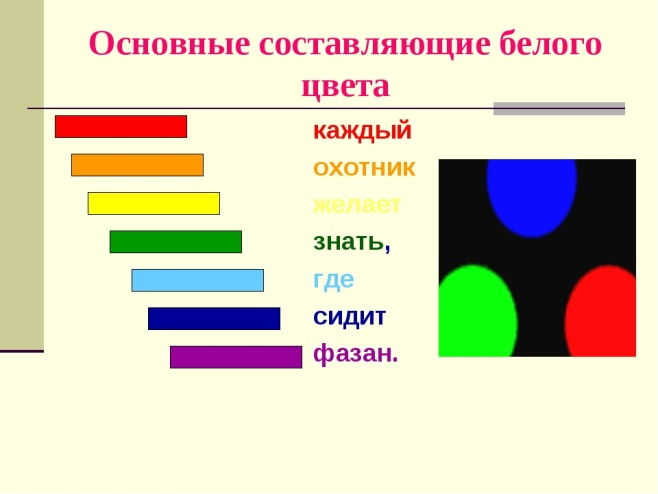 Основные составляющие белого
цвета
каждый
охотник
желает
знать,
где
сидит
фазан.